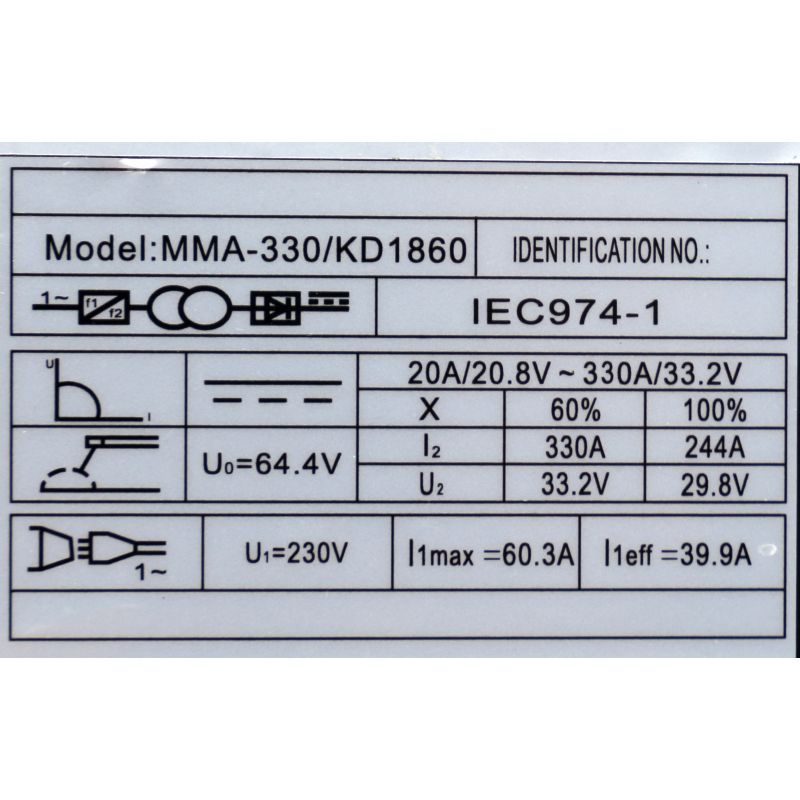 Model:MMA-330/KD1860 IDENTIFICATION NO.:
1~ f1 f2 IEC974-1
U I 20A/20.8V ~ 330A/33.2V
X 60% 100%
U₀=64.4V I₂ 330A 244A
U₂ 33.2V 29.8V
1~ U₁=230V I1max =60.3A I1eff =39.9A